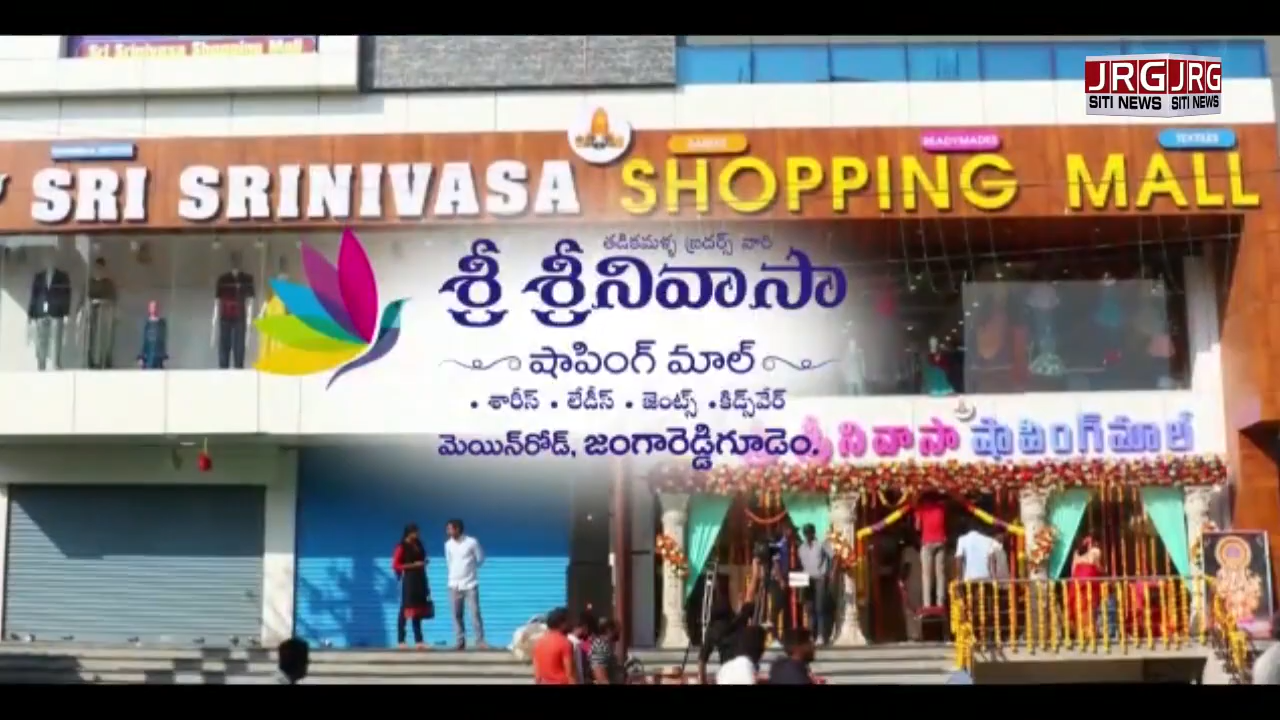 Sri Srinivasa Shopping Mall
JRG JRG
SITI NEWS SITI NEWS
SAREES READYMADES TEXTILES
SRI SRINIVASA SHOPPING MALL
తడికమళ్ళ బ్రదర్స్ వారి
శ్రీ శ్రీనివాసా
షాపింగ్ మాల్
• శారీస్ • లేడీస్ • జెంట్స్ • కిడ్స్‌వేర్
మెయిన్‌రోడ్, జంగారెడ్డిగూడెం.
శ్రీనివాసా షాపింగ్ మాల్